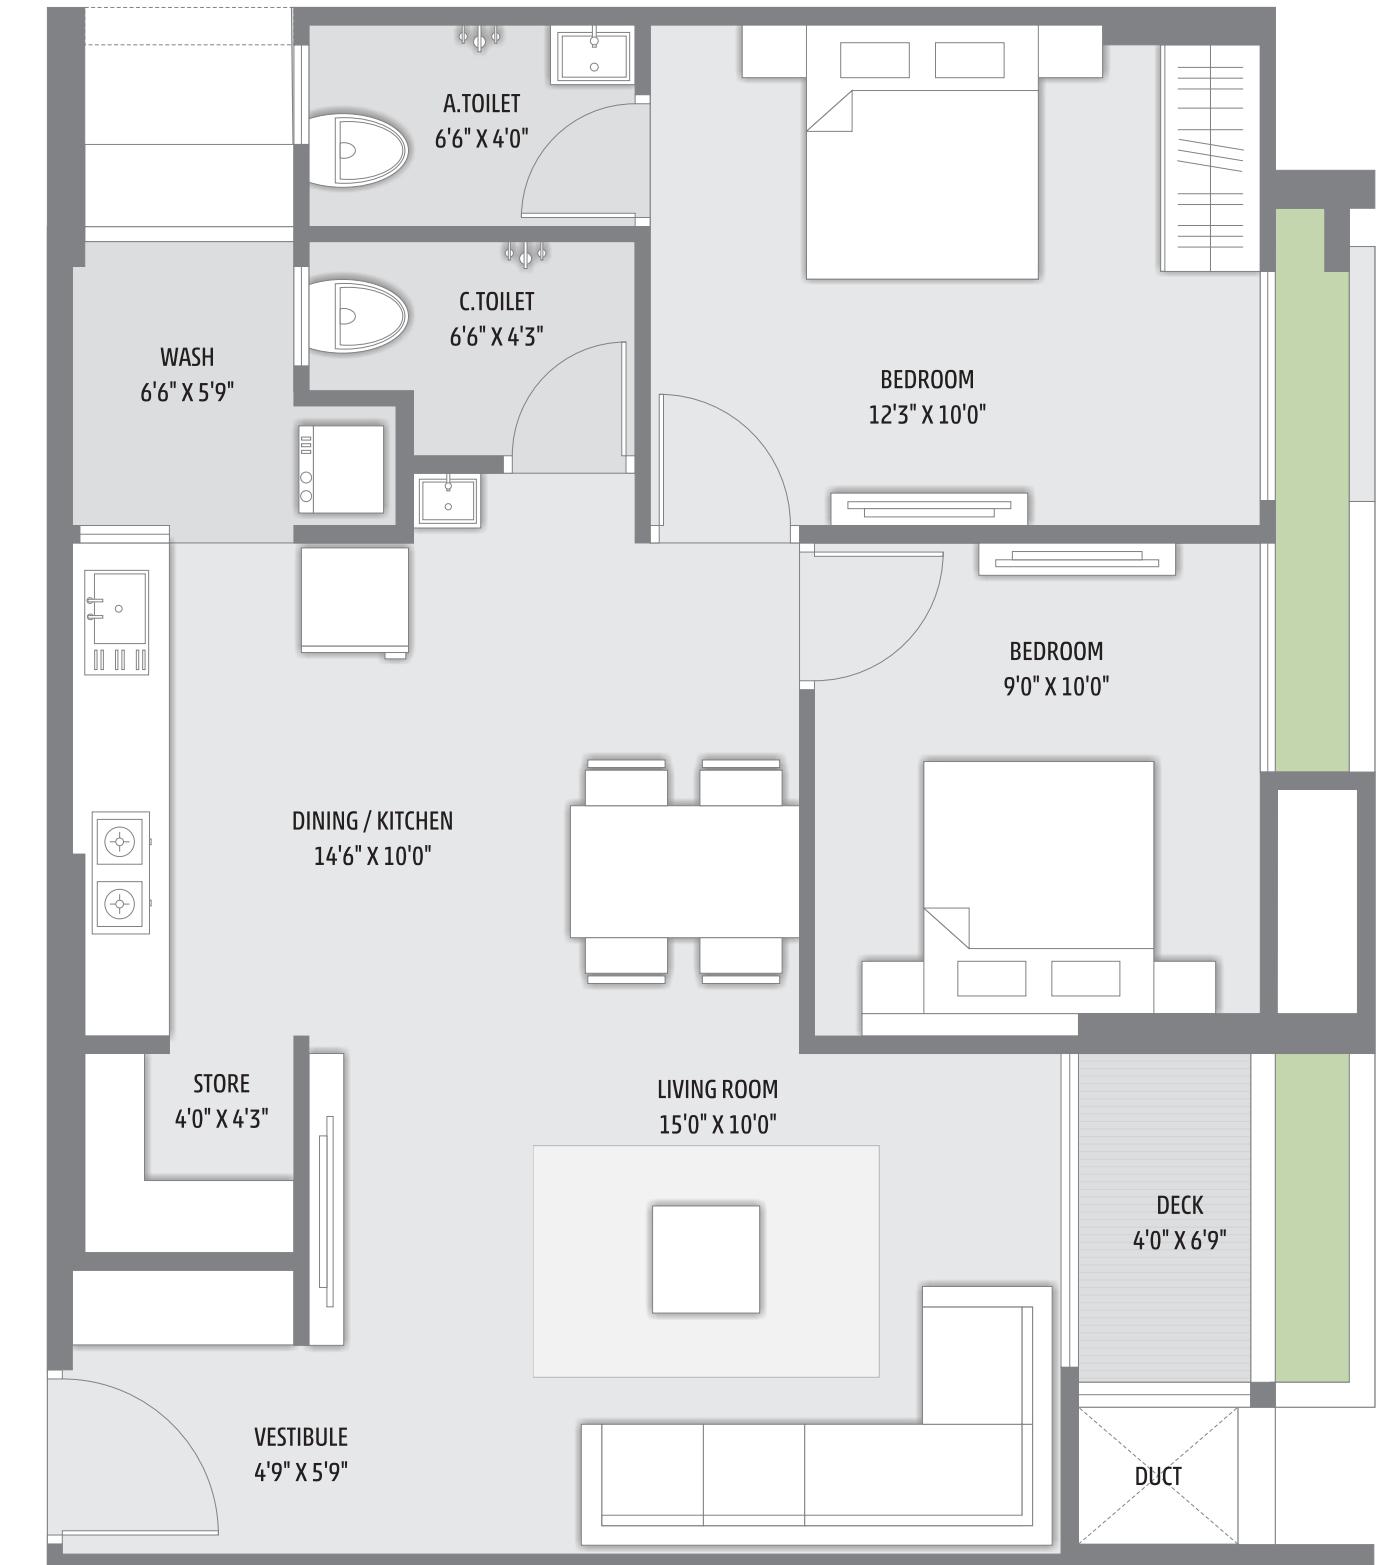 A.TOILET
6'6" X 4'0"
C.TOILET
6'6" X 4'3"
WASH
6'6" X 5'9"
BEDROOM
12'3" X 10'0"
BEDROOM
9'0" X 10'0"
DINING / KITCHEN
14'6" X 10'0"
STORE
4'0" X 4'3"
LIVING ROOM
15'0" X 10'0"
DECK
4'0" X 6'9"
VESTIBULE
4'9" X 5'9"
DUCT